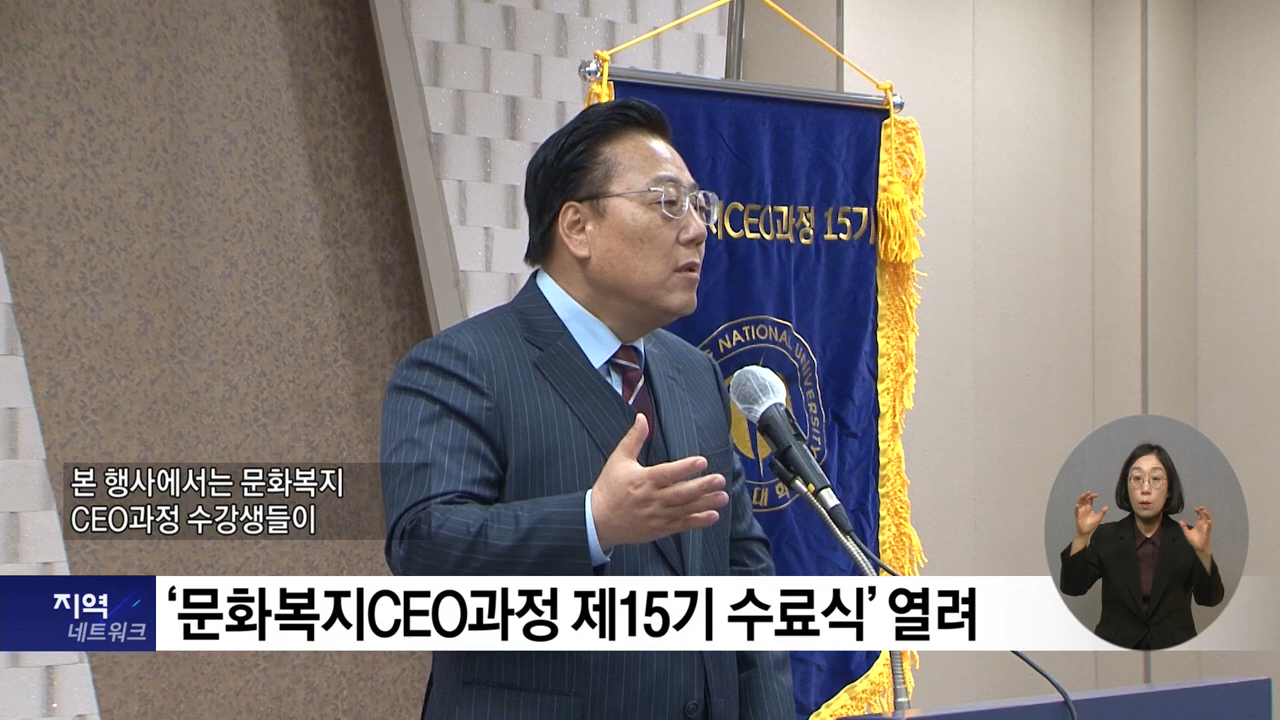 지CEO과정 15기
NATIONAL UNIVERSITY
대학
본 행사에서는 문화복지
CEO과정 수강생들이
지역
네트워크
‘문화복지CEO과정 제15기 수료식’ 열려